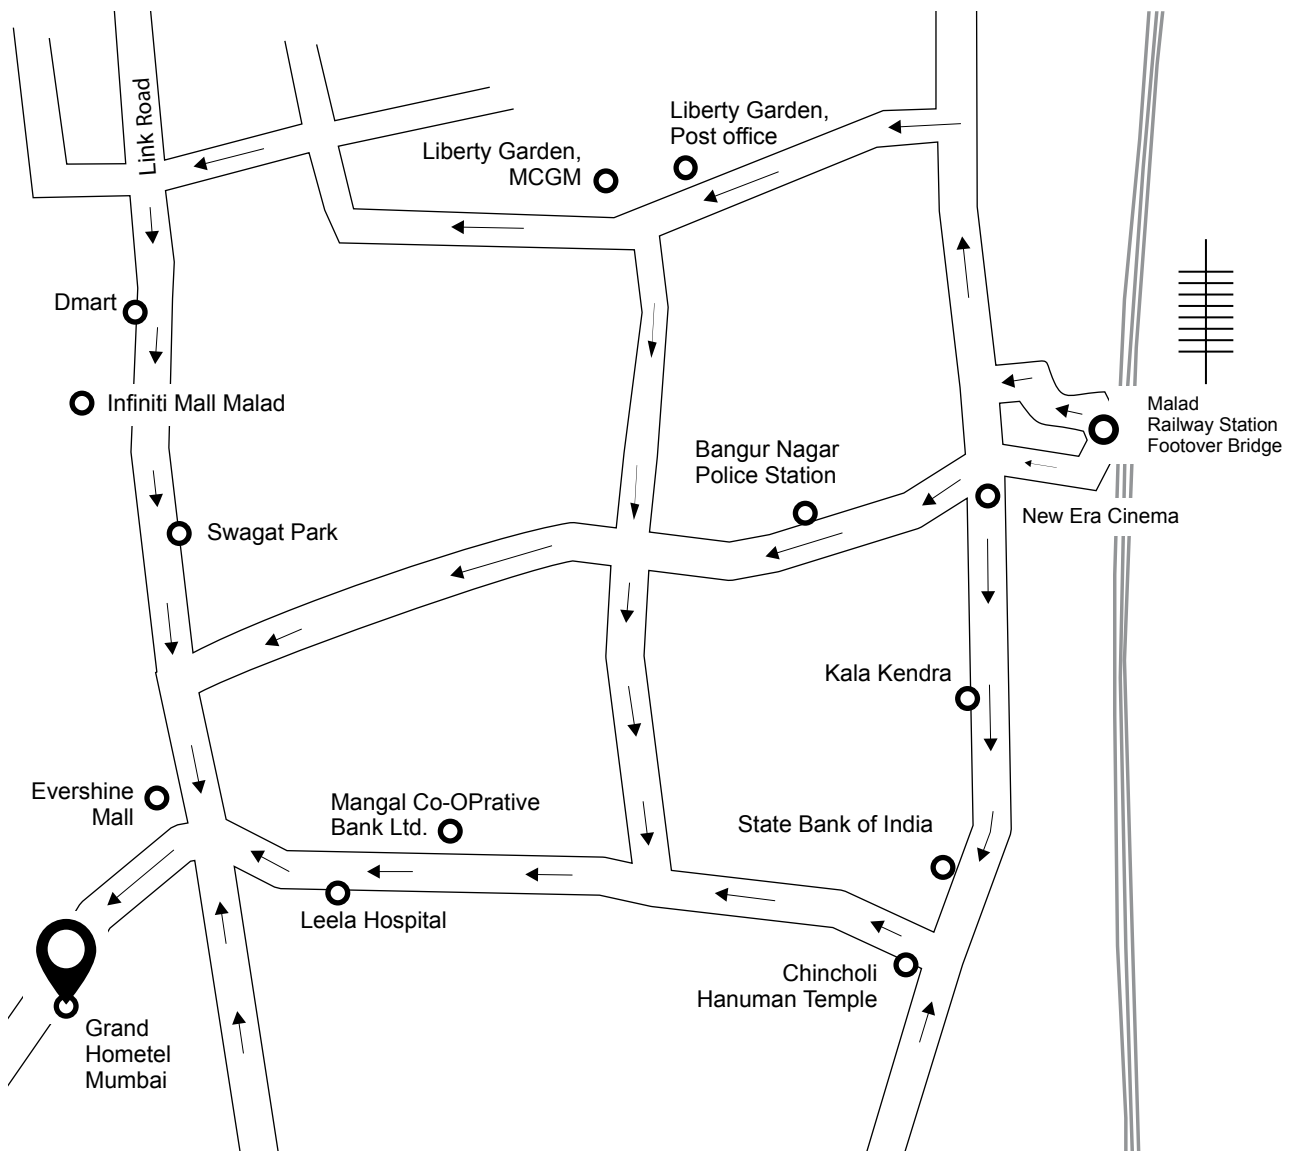 Link Road
Liberty Garden,
Post office
Liberty Garden,
MCGM
Dmart
Infiniti Mall Malad
Malad
Railway Station
Footover Bridge
Bangur Nagar
Police Station
New Era Cinema
Swagat Park
Kala Kendra
Evershine
Mall
Mangal Co-OPrative
Bank Ltd.
State Bank of India
Leela Hospital
Chincholi
Hanuman Temple
Grand
Hometel
Mumbai